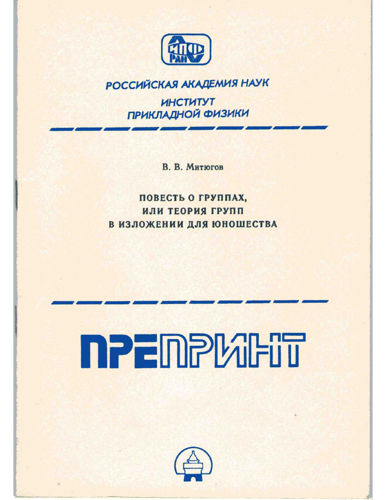 ИПФ
РАН
РОССИЙСКАЯ АКАДЕМИЯ НАУК
ИНСТИТУТ
ПРИКЛАДНОЙ ФИЗИКИ
В. В. Митюгов
ПОВЕСТЬ О ГРУППАХ,
ИЛИ ТЕОРИЯ ГРУПП
В ИЗЛОЖЕНИИ ДЛЯ ЮНОШЕСТВА
ПРЕПРИНТ